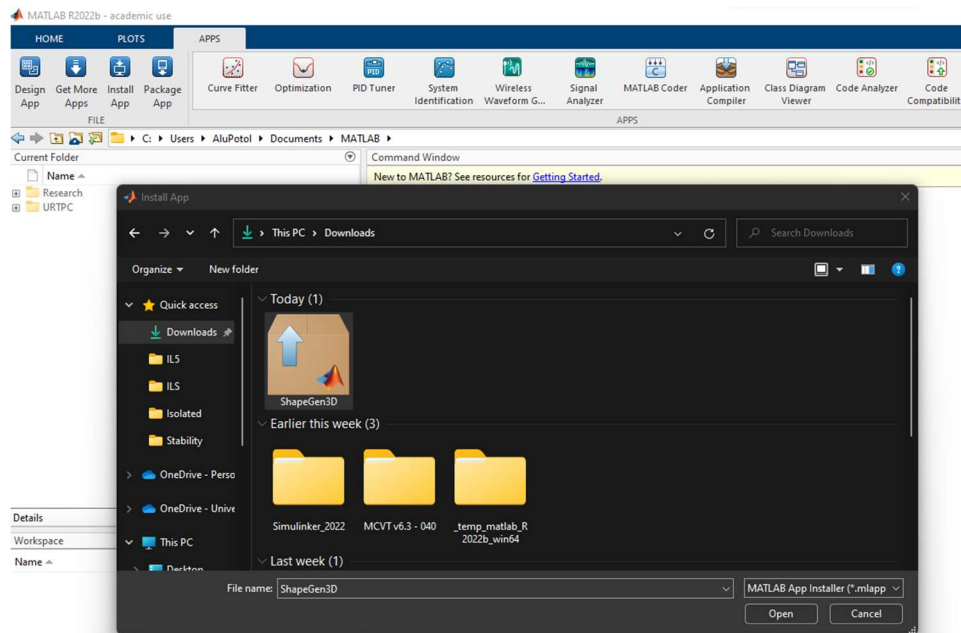 MATLAB R2022b - academic use
HOME PLOTS APPS
Design App
Get More Apps
Install App
Package App
Curve Fitter
Optimization
PID Tuner
System Identification
Wireless Waveform G...
Signal Analyzer
MATLAB Coder
Application Compiler
Class Diagram Viewer
Code Analyzer
Code Compatibilit
FILE APPS
C: Users AluPotol Documents MATLAB
Current Folder
Command Window
Name
New to MATLAB? See resources for Getting Started.
Research
URTPC
Install App
This PC Downloads
Search Downloads
Organize New folder
Quick access
Downloads
IL5
ILS
Isolated
Stability
OneDrive - Perso
OneDrive - Unive
This PC
Desktop
Today (1)
ShapeGen3D
Earlier this week (3)
Simulinker_2022
MCVT v6.3 - 040
_temp_matlab_R
2022b_win64
Last week (1)
Details
Workspace
Name
File name: ShapeGen3D
MATLAB App Installer (*.mlapp
Open Cancel